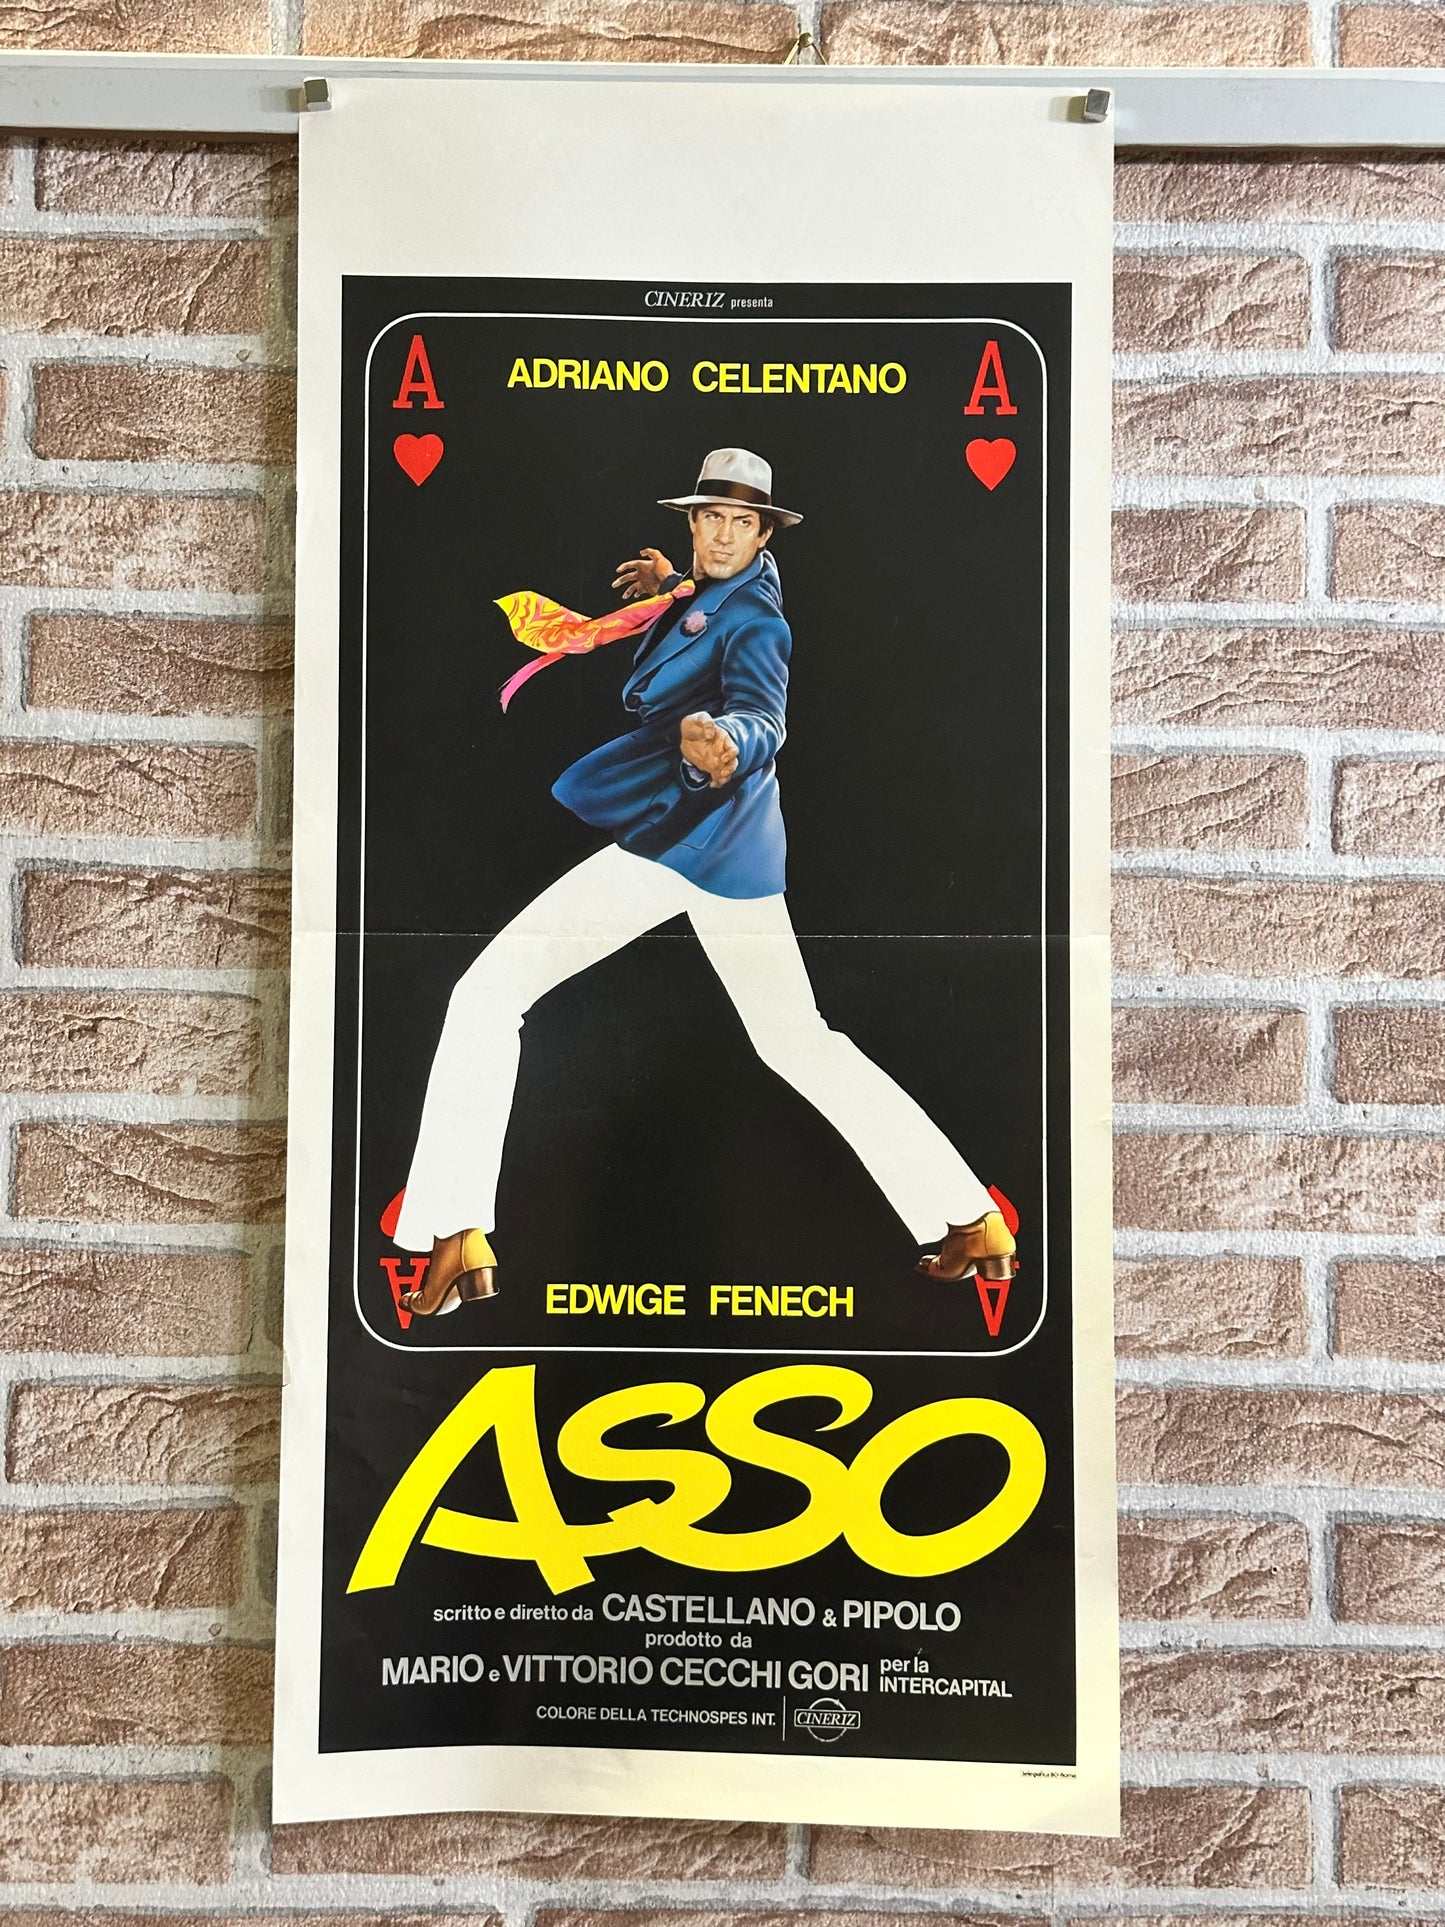 CINERIZ presenta
A A
ADRIANO CELENTANO
EDWIGE FENECH
A A
ASSO
scritto e diretto da CASTELLANO & PIPOLO
prodotto da
MARIO e VITTORIO CECCHI GORI per la INTERCAPITAL
COLORE DELLA TECHNOSPES INT. CINERIZ